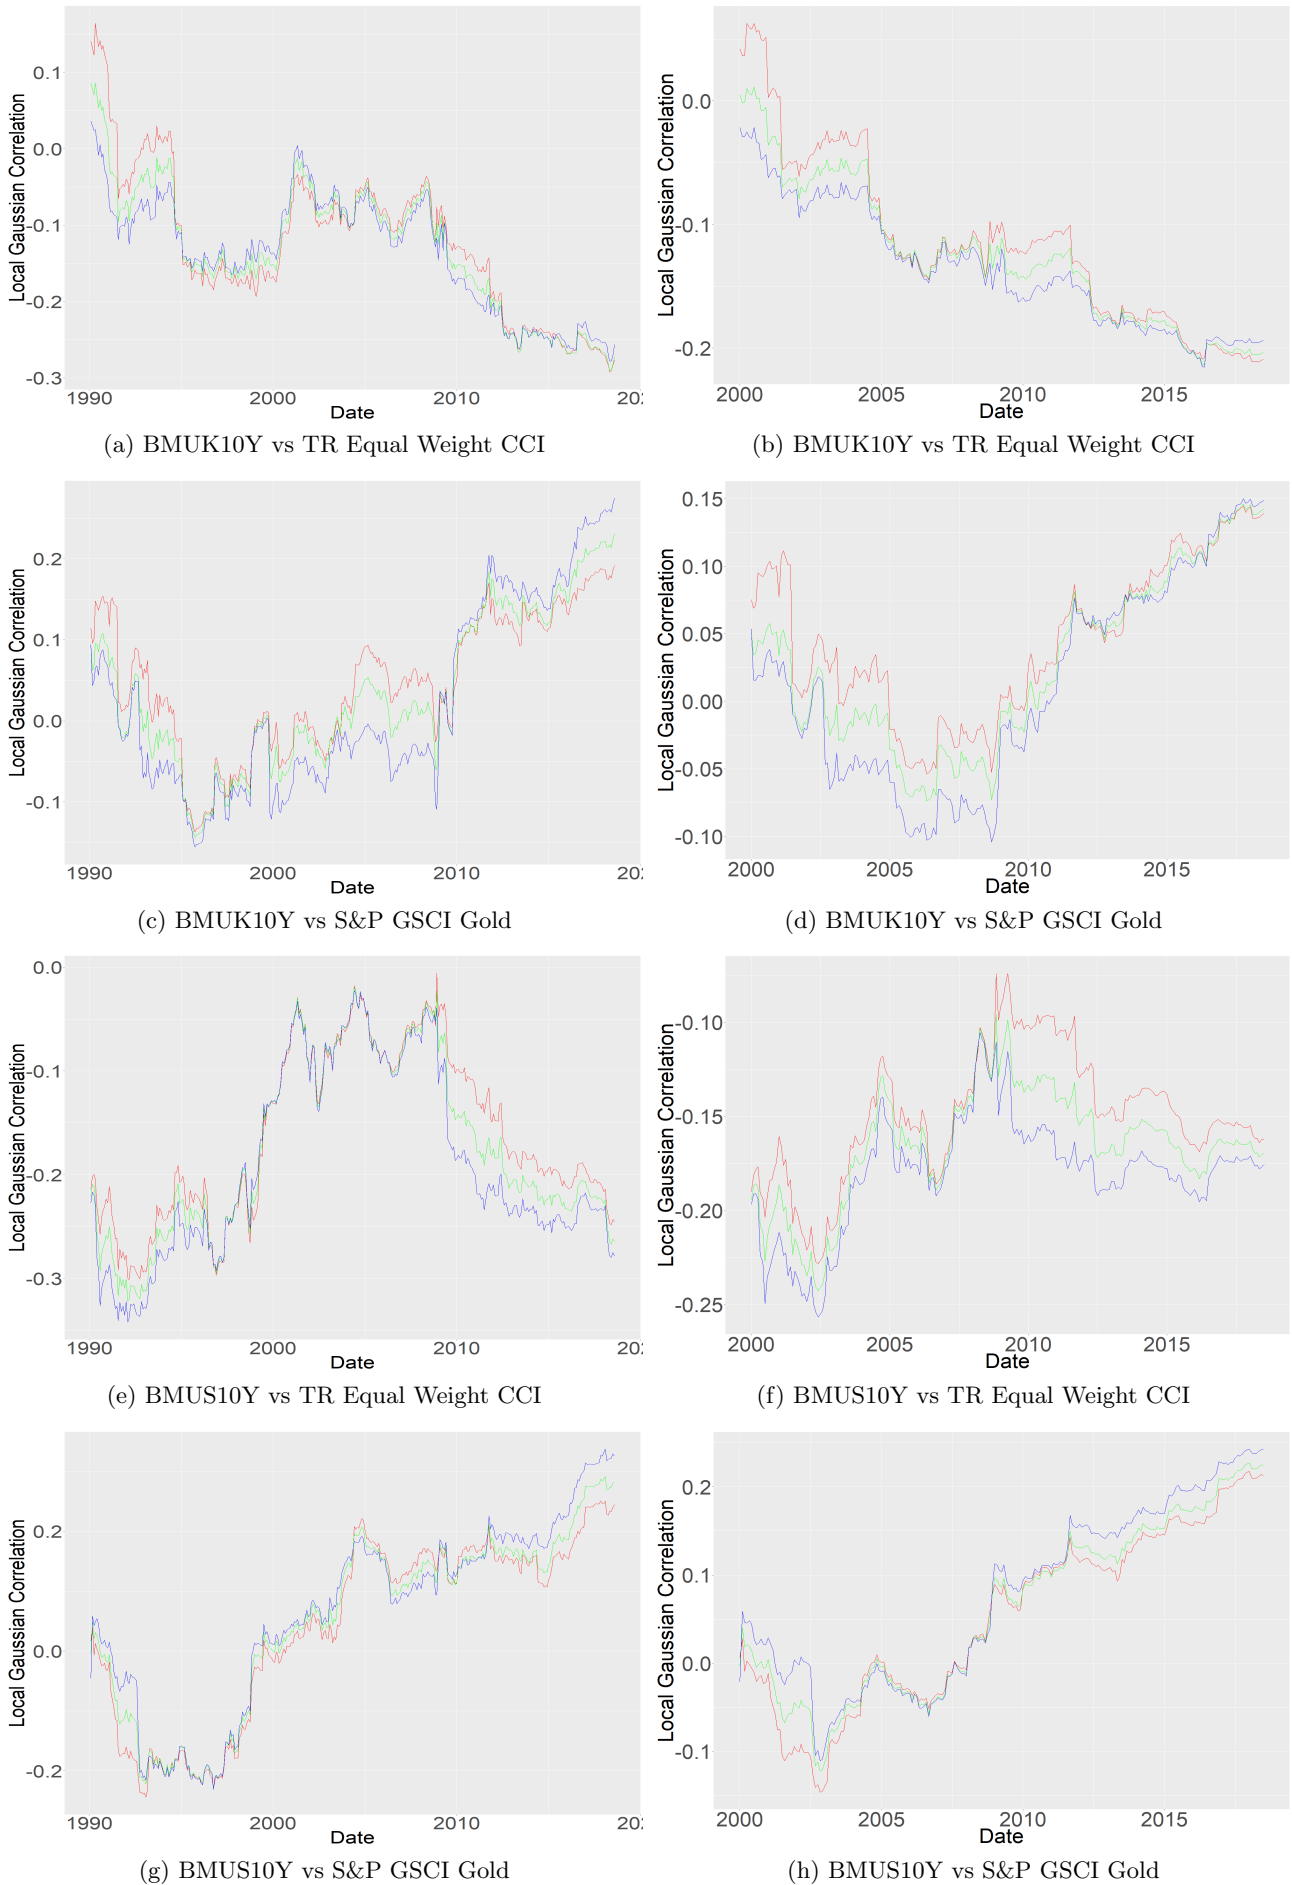 Local Gaussian Correlation
0.1
0.0
-0.1
-0.2
-0.3
1990
2000
2010
202
Date
(a) BMUK10Y vs TR Equal Weight CCI
Local Gaussian Correlation
0.0
-0.1
-0.2
2000
2005
2010
2015
Date
(b) BMUK10Y vs TR Equal Weight CCI
Local Gaussian Correlation
0.2
0.1
0.0
-0.1
1990
2000
2010
202
Date
(c) BMUK10Y vs S&P GSCI Gold
Local Gaussian Correlation
0.15
0.10
0.05
0.00
-0.05
-0.10
2000
2005
2010
2015
Date
(d) BMUK10Y vs S&P GSCI Gold
Local Gaussian Correlation
0.0
-0.1
-0.2
-0.3
1990
2000
2010
202
Date
(e) BMUS10Y vs TR Equal Weight CCI
Local Gaussian Correlation
-0.10
-0.15
-0.20
-0.25
2000
2005
2010
2015
Date
(f) BMUS10Y vs TR Equal Weight CCI
Local Gaussian Correlation
0.2
0.0
-0.2
1990
2000
2010
202
Date
(g) BMUS10Y vs S&P GSCI Gold
Local Gaussian Correlation
0.2
0.1
0.0
-0.1
2000
2005
2010
2015
Date
(h) BMUS10Y vs S&P GSCI Gold